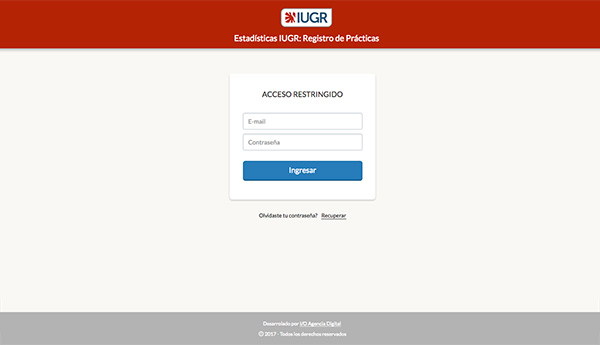 IUGR
Estadísticas IUGR: Registro de Prácticas
ACCESO RESTRINGIDO
E-mail
Contraseña
Ingresar
Olvidaste tu contraseña? Recuperar
Desarrollado por I/O Agencia Digital
© 2017 - Todos los derechos reservados